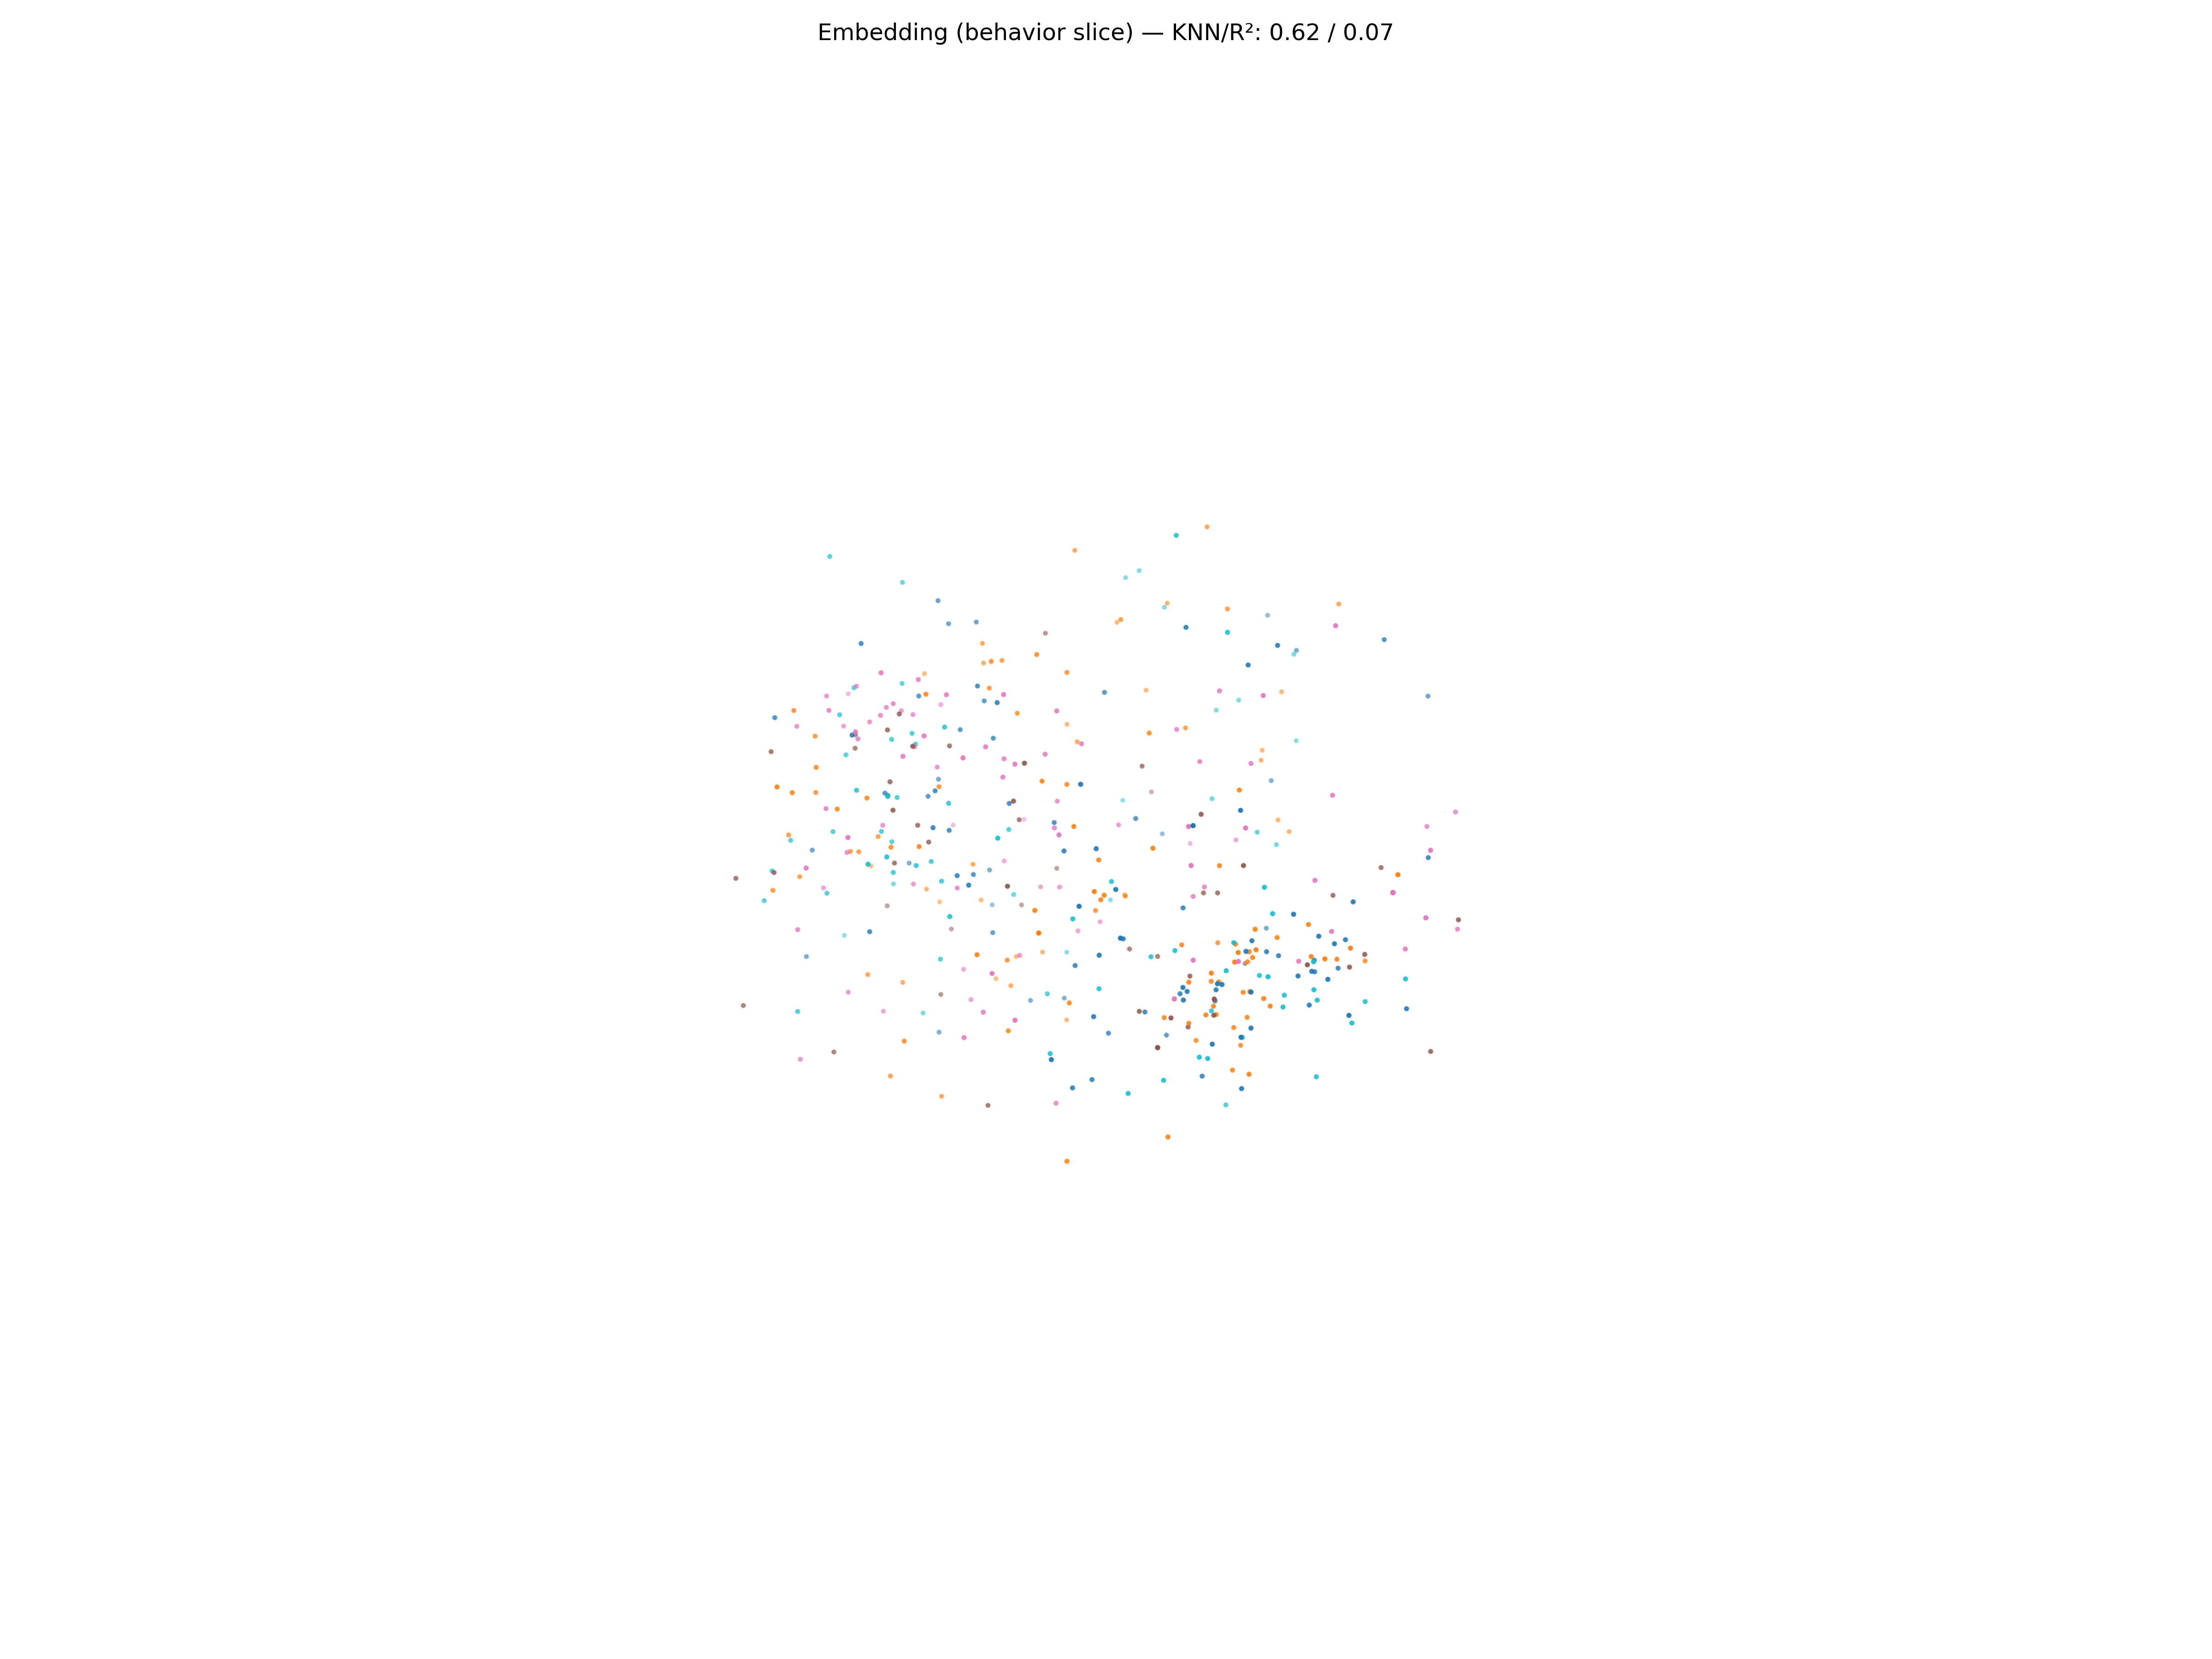 Embedding (behavior slice) — KNN/R²: 0.62 / 0.07